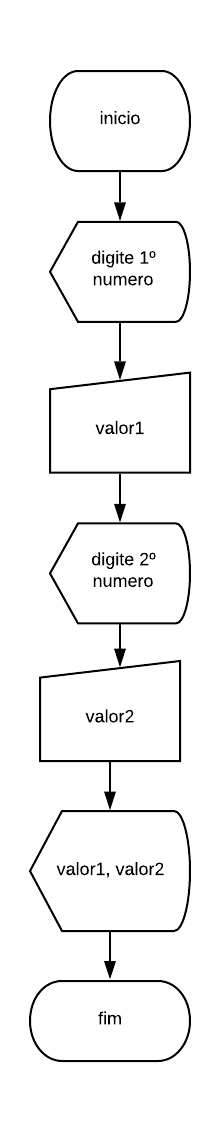 inicio
digite 1º
numero
valor1
digite 2º
numero
valor2
valor1, valor2
fim